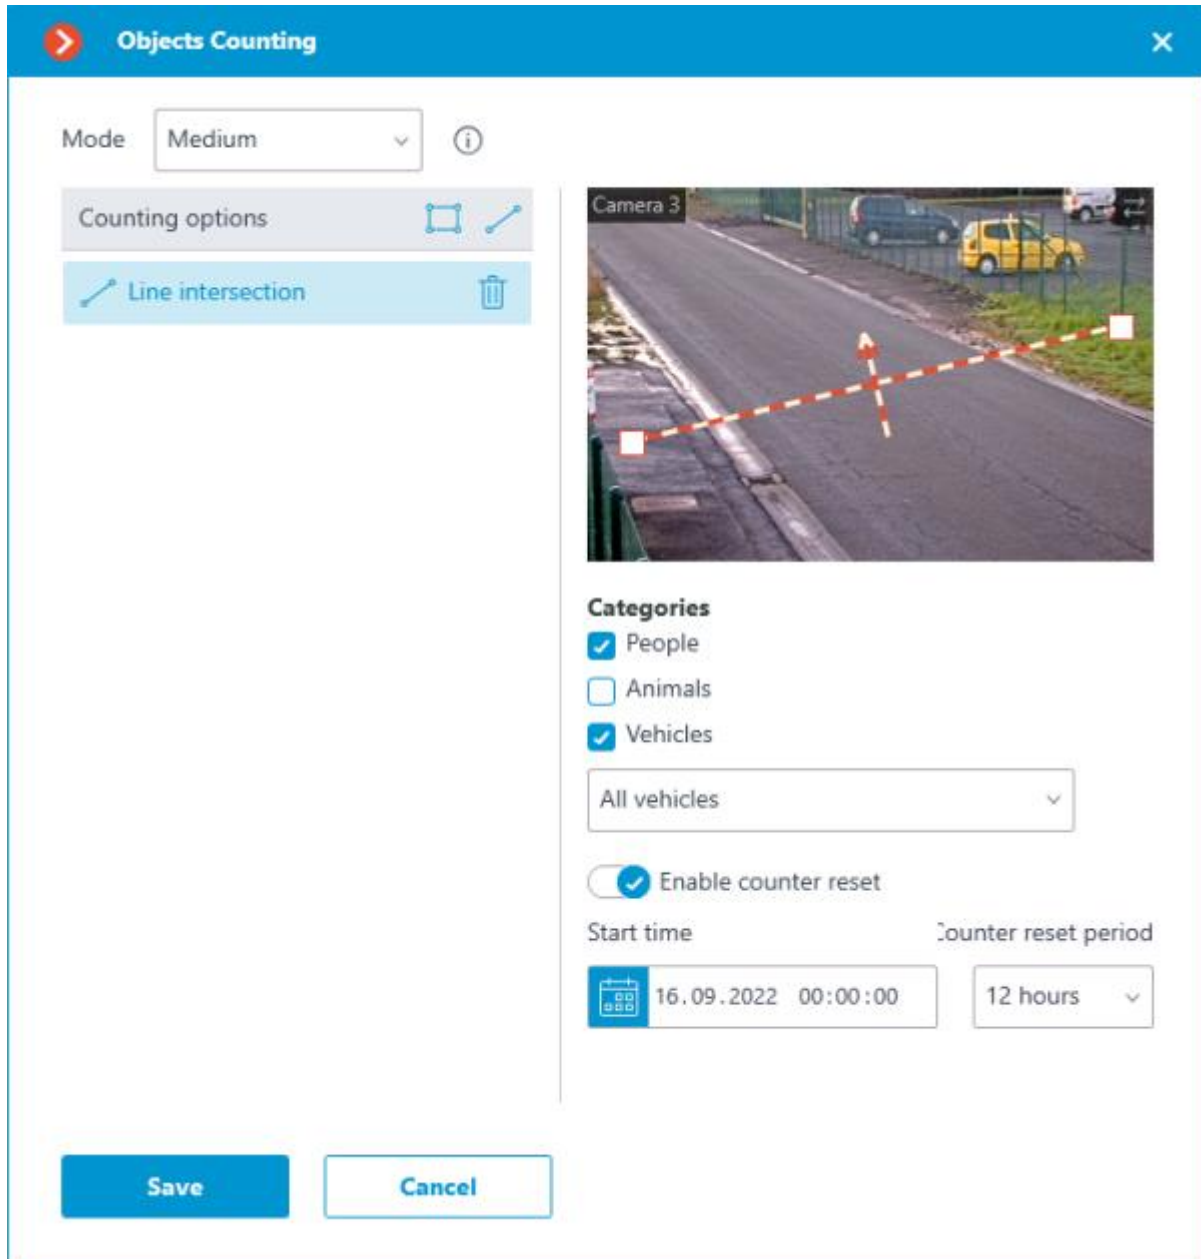 Objects Counting
Mode Medium
Counting options
Line intersection
Camera 3
Categories
People
Animals
Vehicles
All vehicles
Enable counter reset
Start time Counter reset period
16.09.2022 00:00:00 12 hours
Save Cancel